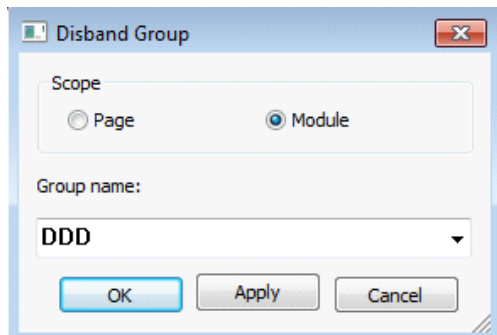 Disband Group
Scope
Page Module
Group name:
DDD
OK Apply Cancel